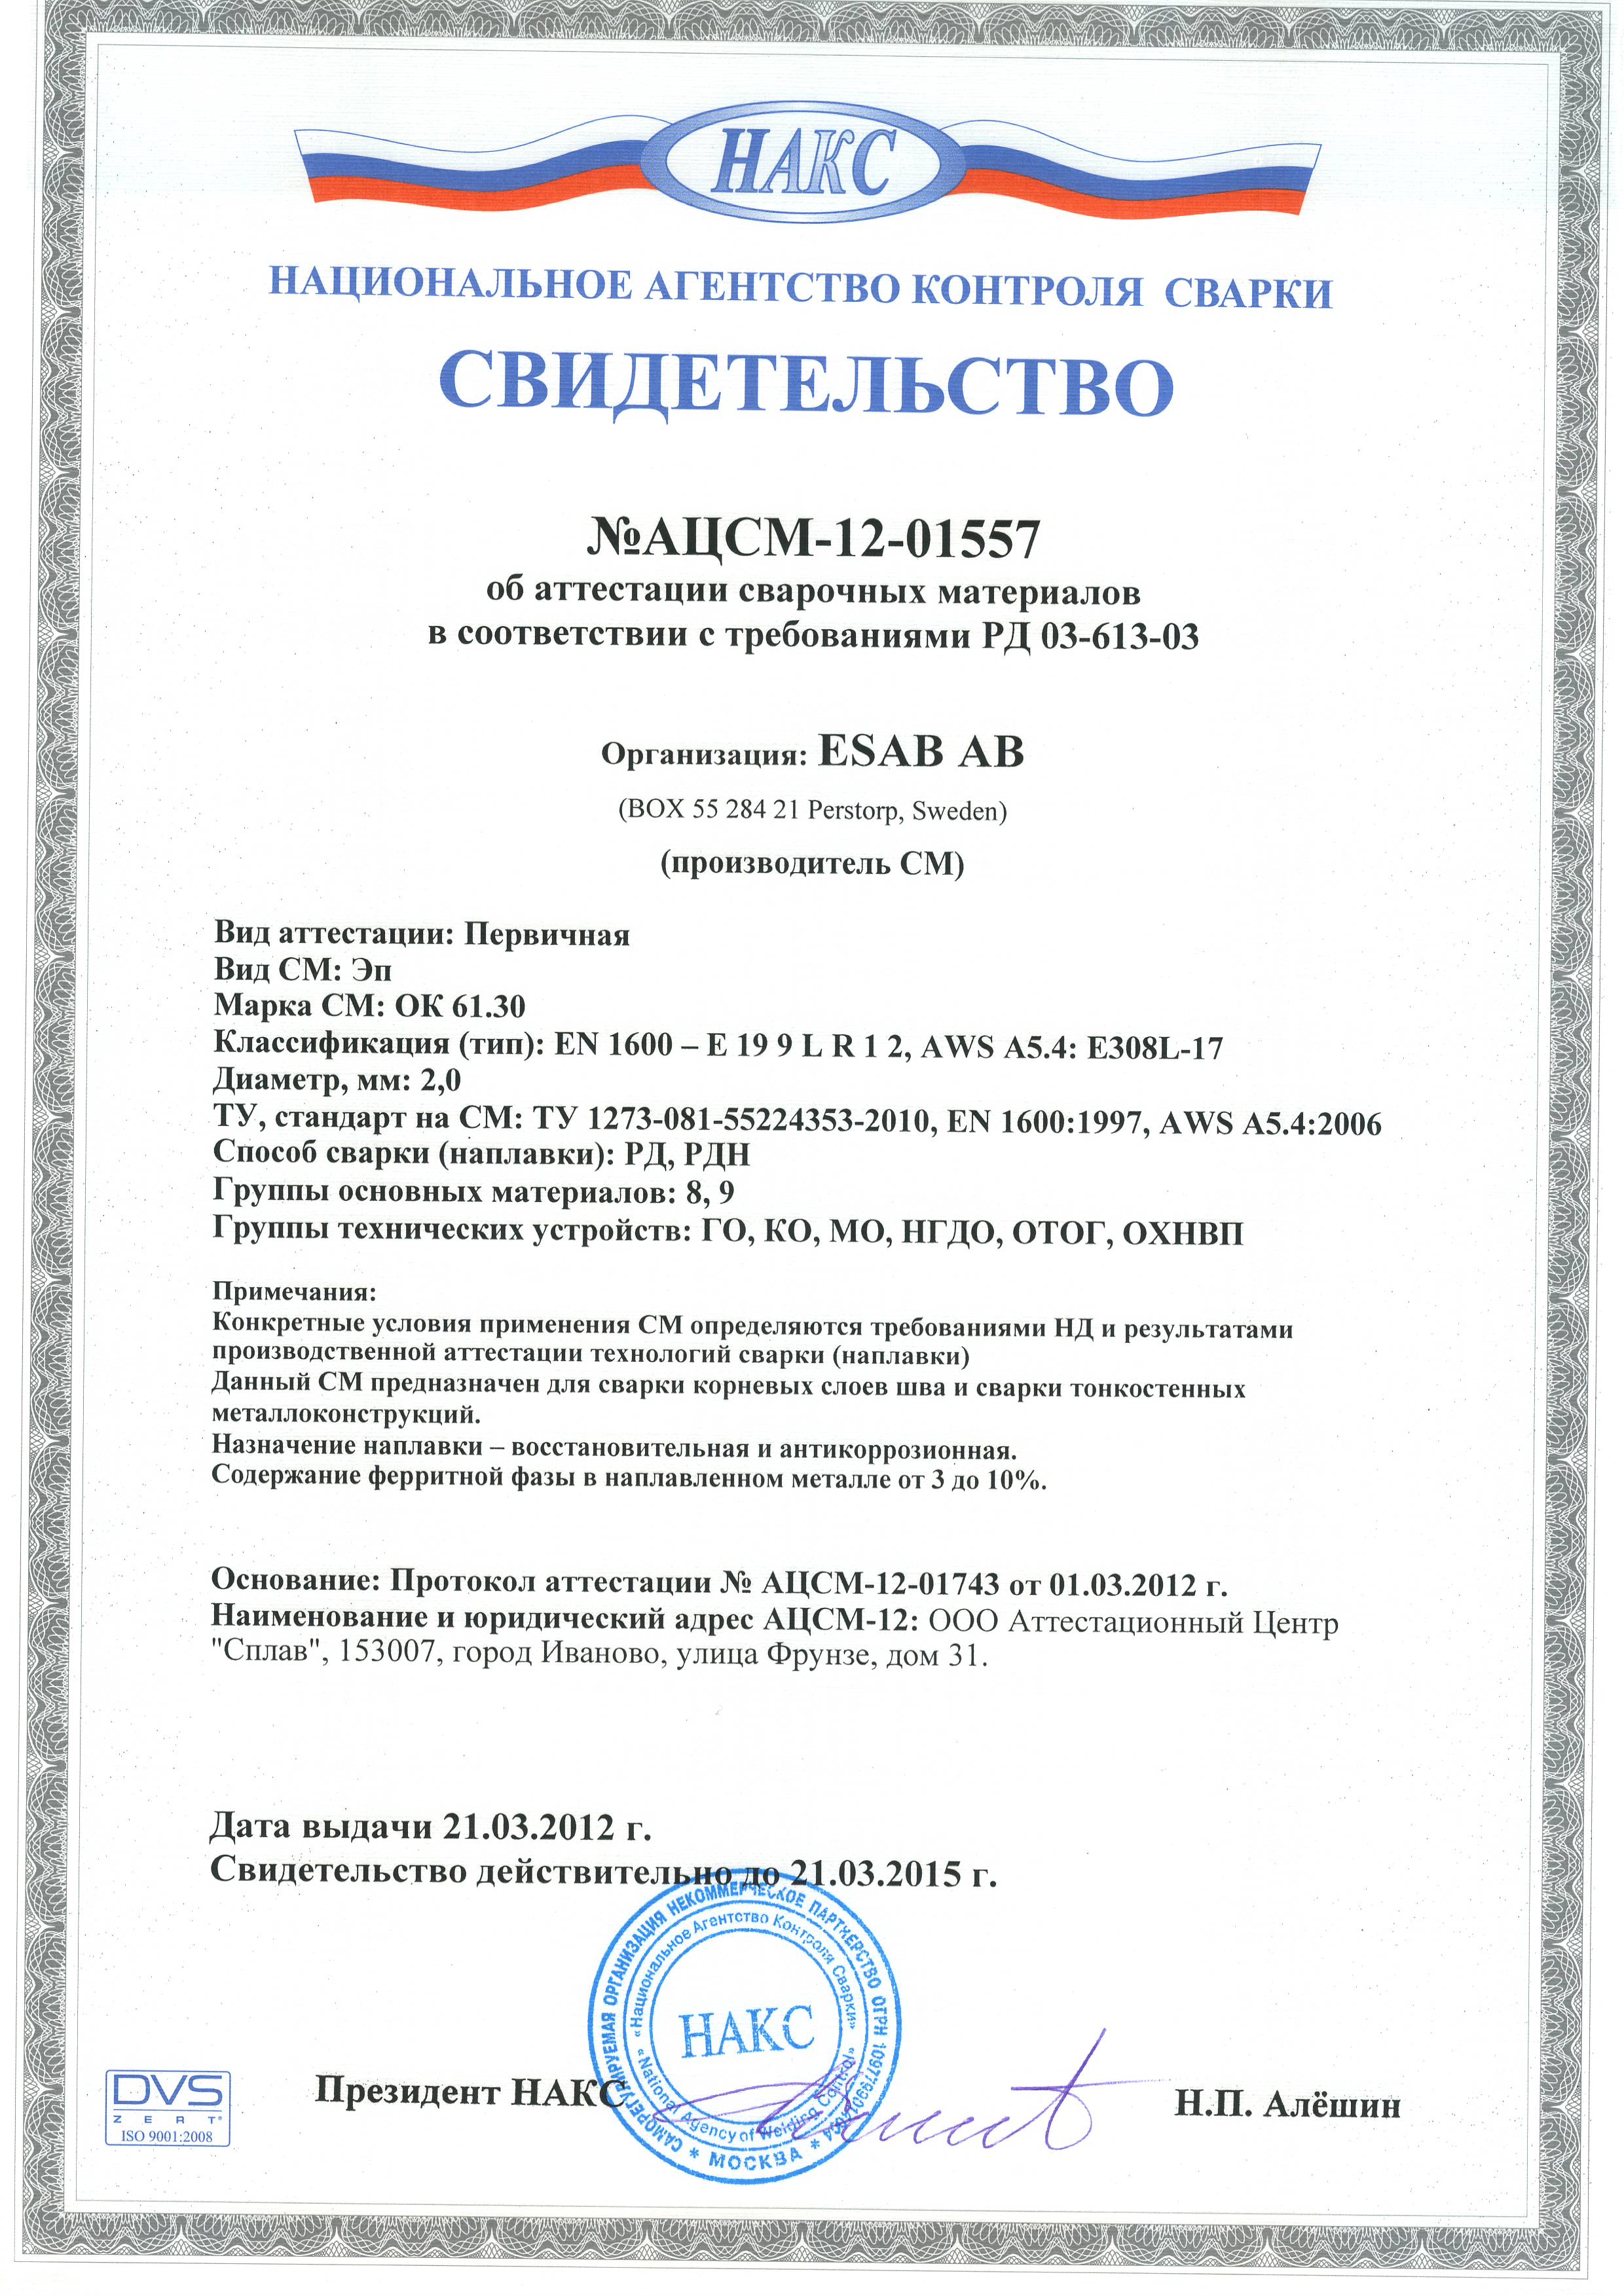 НАКС
НАЦИОНАЛЬНОЕ АГЕНТСТВО КОНТРОЛЯ СВАРКИ
СВИДЕТЕЛЬСТВО
№АЦСМ-12-01557
об аттестации сварочных материалов
в соответствии с требованиями РД 03-613-03
Организация: ESAB AB
(BOX 55 284 21 Perstorp, Sweden)
(производитель СМ)
Вид аттестации: Первичная
Вид СМ: Эп
Марка СМ: ОК 61.30
Классификация (тип): EN 1600 – E 19 9 L R 1 2, AWS A5.4: E308L-17
Диаметр, мм: 2,0
ТУ, стандарт на СМ: ТУ 1273-081-55224353-2010, EN 1600:1997, AWS A5.4:2006
Способ сварки (наплавки): РД, РДН
Группы основных материалов: 8, 9
Группы технических устройств: ГО, КО, МО, НГДО, ОТОГ, ОХНВП
Примечания:
Конкретные условия применения СМ определяются требованиями НД и результатами
производственной аттестации технологий сварки (наплавки)
Данный СМ предназначен для сварки корневых слоев шва и сварки тонкостенных
металлоконструкций.
Назначение наплавки – восстановительная и антикоррозионная.
Содержание ферритной фазы в наплавленном металле от 3 до 10%.
Основание: Протокол аттестации № АЦСМ-12-01743 от 01.03.2012 г.
Наименование и юридический адрес АЦСМ-12: ООО Аттестационный Центр
"Сплав", 153007, город Иваново, улица Фрунзе, дом 31.
Дата выдачи 21.03.2012 г.
Свидетельство действительно до 21.03.2015 г.
САМОРЕГУЛИРУЕМАЯ ОРГАНИЗАЦИЯ НЕКОММЕРЧЕСКОЕ ПАРТНЕРСТВО ОГРН
* МОСКВА *
«Национальное Агентство Контроля Сварки»
«National Agency of Welding Control»
НАКС
Президент НАКС
Н.П. Алёшин
DVS
ZERT®
ISO 9001:2008